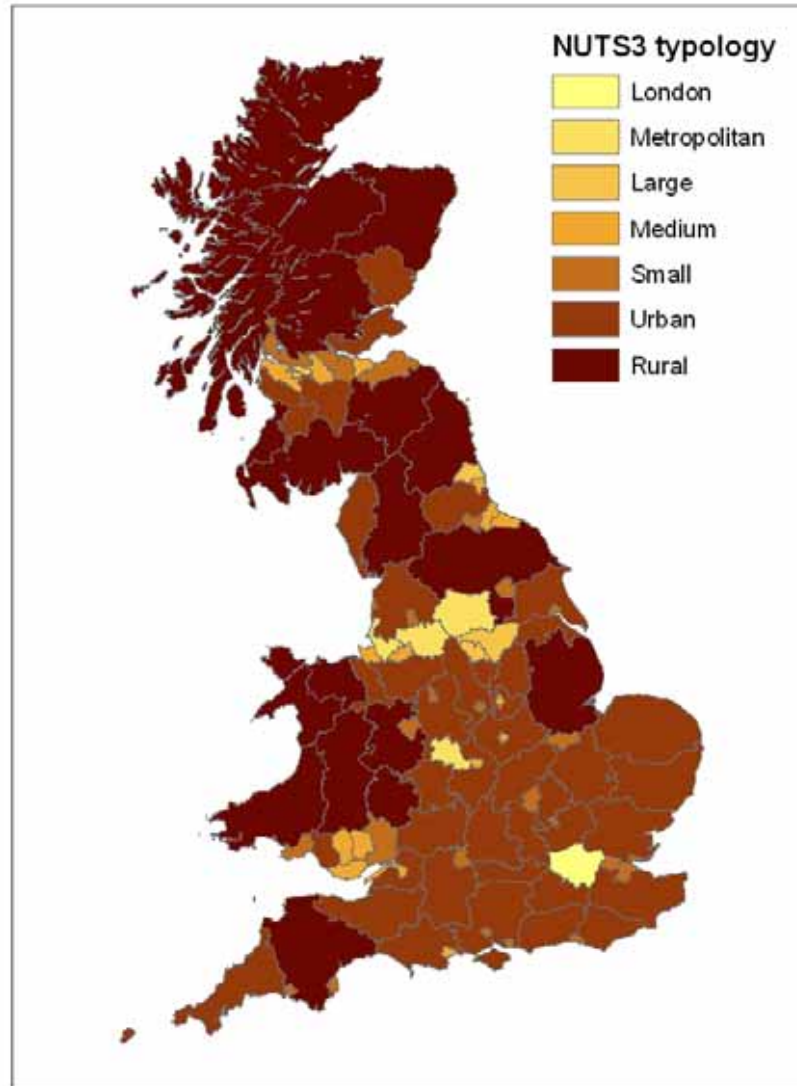 NUTS3 typology
London
Metropolitan
Large
Medium
Small
Urban
Rural